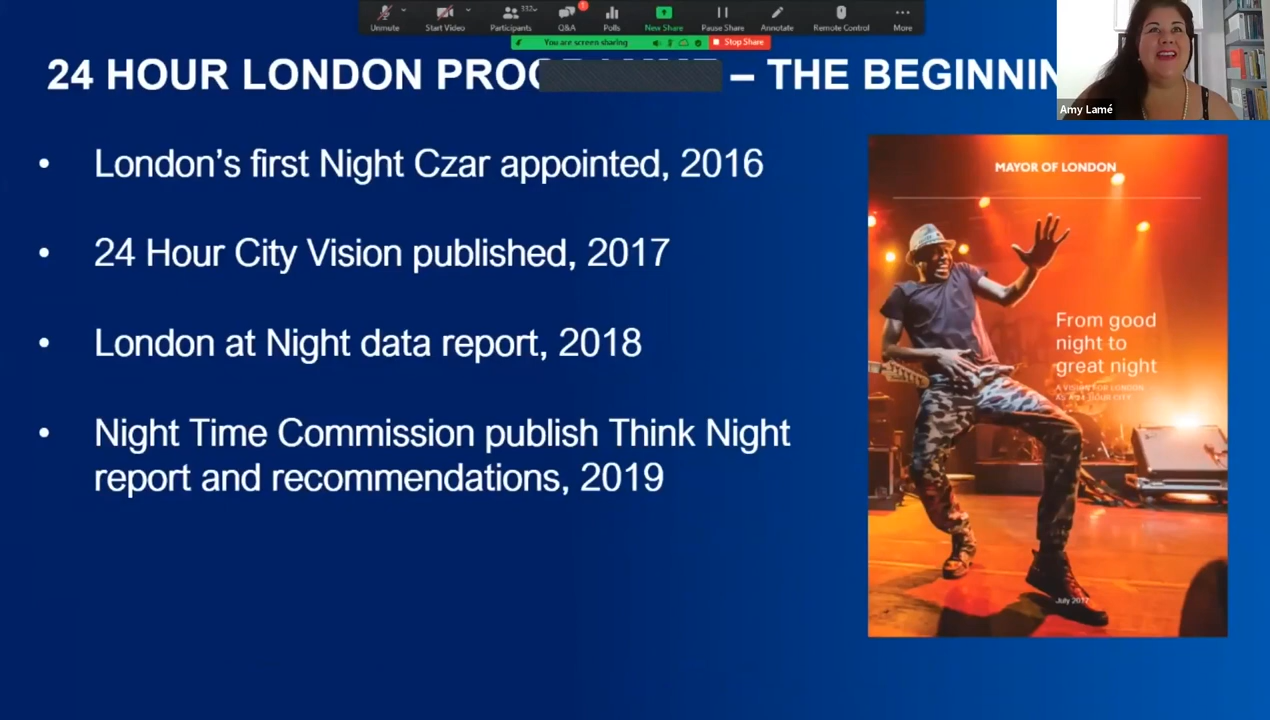 Unmute
Start Video
Participants
332
Q&A
1
Polls
New Share
Pause Share
Annotate
Remote Control
More
You are screen sharing
Stop Share
24 HOUR LONDON – THE BEGINNIN
Amy Lamé
• London’s first Night Czar appointed, 2016
• 24 Hour City Vision published, 2017
• London at Night data report, 2018
• Night Time Commission publish Think Night
report and recommendations, 2019
MAYOR OF LONDON
From good
night to
great night
A VISION FOR LONDON
AS A 24-HOUR CITY
July 2017